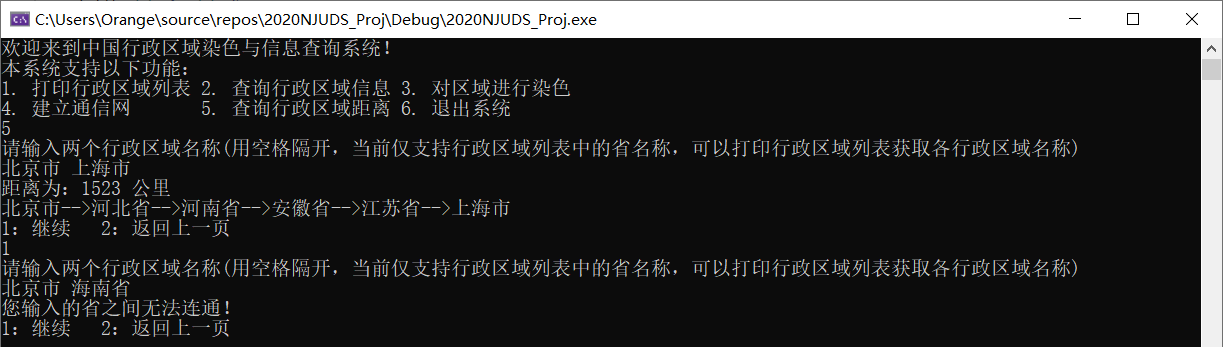 C:\Users\Orange\source\repos\2020NJUDS_Proj\Debug\2020NJUDS_Proj.exe
欢迎来到中国行政区域染色与信息查询系统!
本系统支持以下功能:
1. 打印行政区域列表 2. 查询行政区域信息 3. 对区域进行染色
4. 建立通信网 5. 查询行政区域距离 6. 退出系统
5
请输入两个行政区域名称(用空格隔开，当前仅支持行政区域列表中的省名称，可以打印行政区域列表获取各行政区域名称)
北京市 上海市
距离为: 1523 公里
北京市-->河北省-->河南省-->安徽省-->江苏省-->上海市
1: 继续 2: 返回上一页
1
请输入两个行政区域名称(用空格隔开，当前仅支持行政区域列表中的省名称，可以打印行政区域列表获取各行政区域名称)
北京市 海南省
您输入的省之间无法连通!
1: 继续 2: 返回上一页